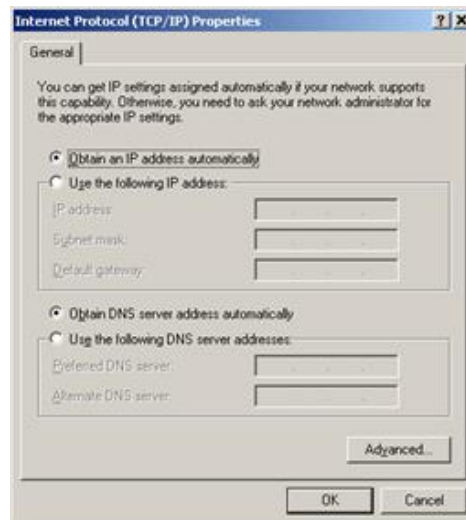 Internet Protocol (TCP/IP) Properties
General
You can get IP settings assigned automatically if your network supports
this capability. Otherwise, you need to ask your network administrator for
the appropriate IP settings.
Obtain an IP address automatically
Use the following IP address:
IP address:
Subnet mask:
Default gateway:
Obtain DNS server address automatically
Use the following DNS server addresses:
Preferred DNS server:
Alternate DNS server:
Advanced...
OK Cancel